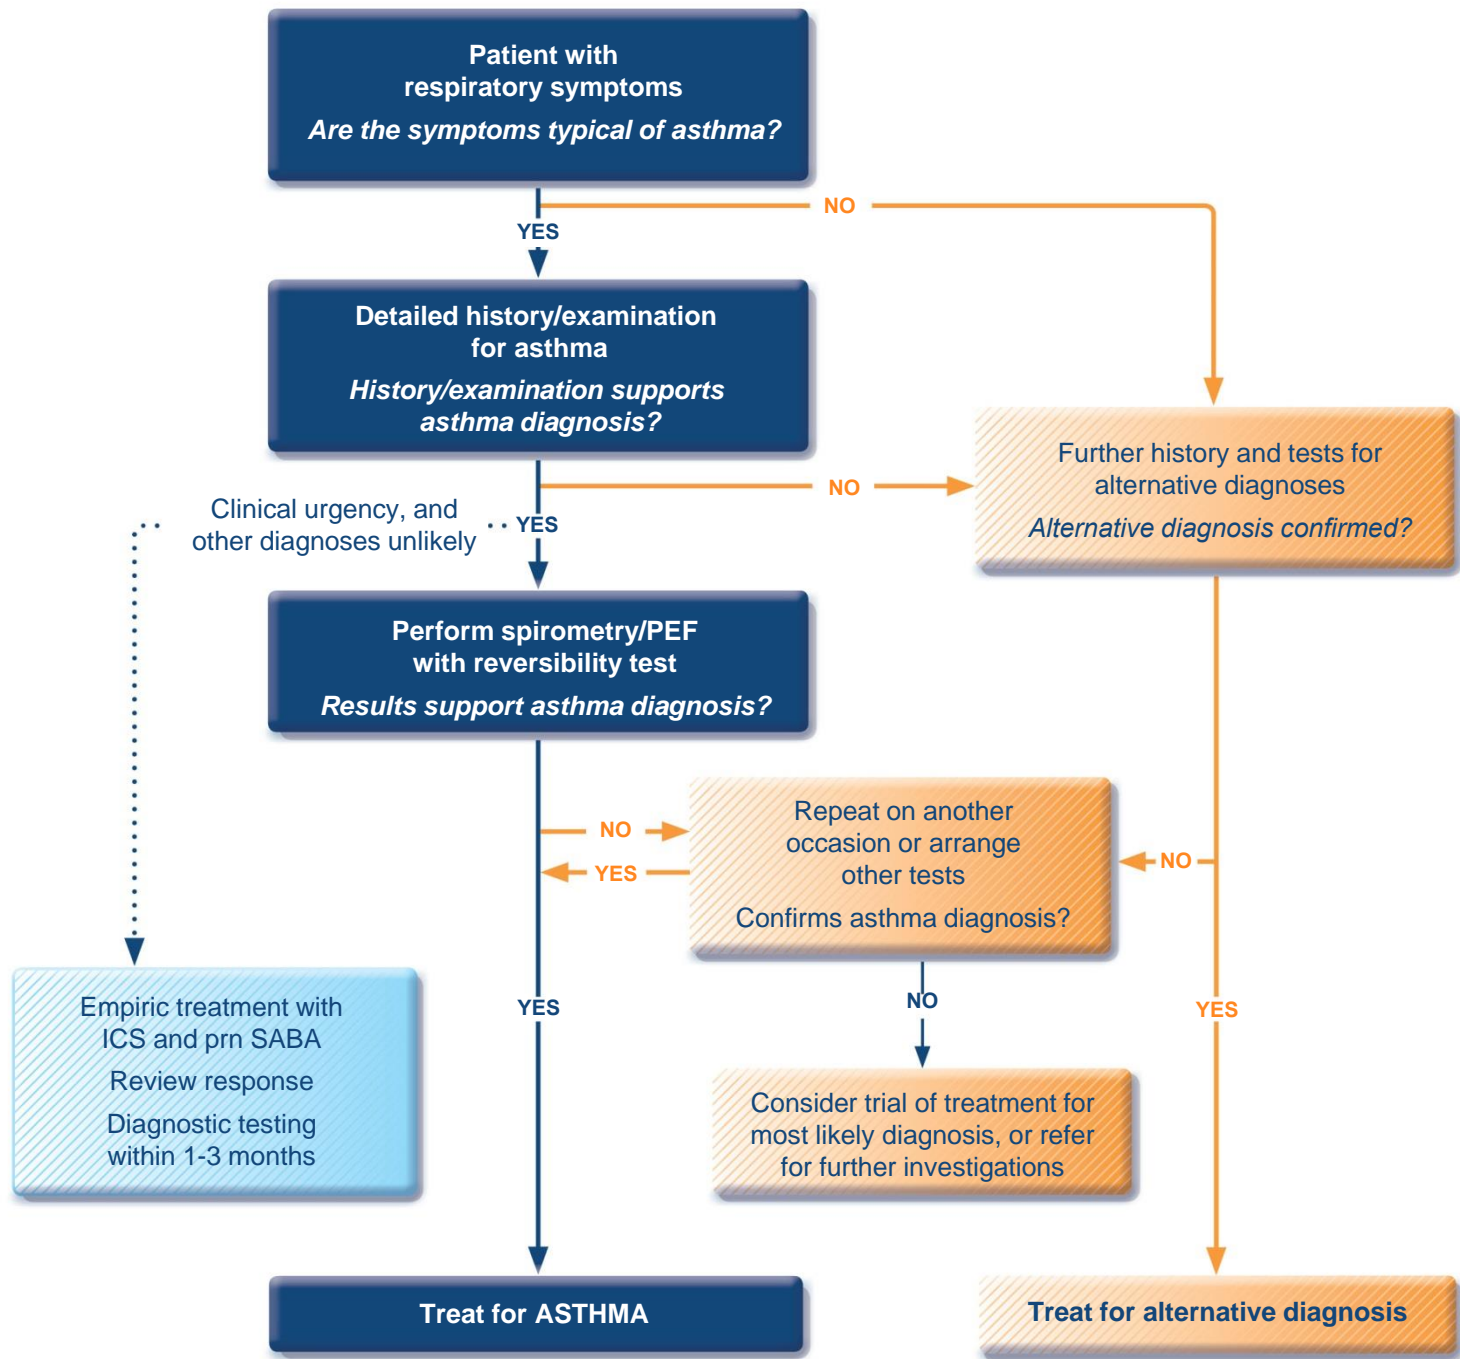 Patient with
respiratory symptoms
Are the symptoms typical of asthma?
NO
YES
Detailed history/examination
for asthma
History/examination supports
asthma diagnosis?
Further history and tests for
alternative diagnoses
Alternative diagnosis confirmed?
NO
Clinical urgency, and
other diagnoses unlikely
YES
Perform spirometry/PEF
with reversibility test
Results support asthma diagnosis?
Repeat on another
occasion or arrange
other tests
Confirms asthma diagnosis?
NO
YES
NO
Empiric treatment with
ICS and prn SABA
Review response
Diagnostic testing
within 1-3 months
YES
NO
YES
Consider trial of treatment for
most likely diagnosis, or refer
for further investigations
Treat for ASTHMA
Treat for alternative diagnosis